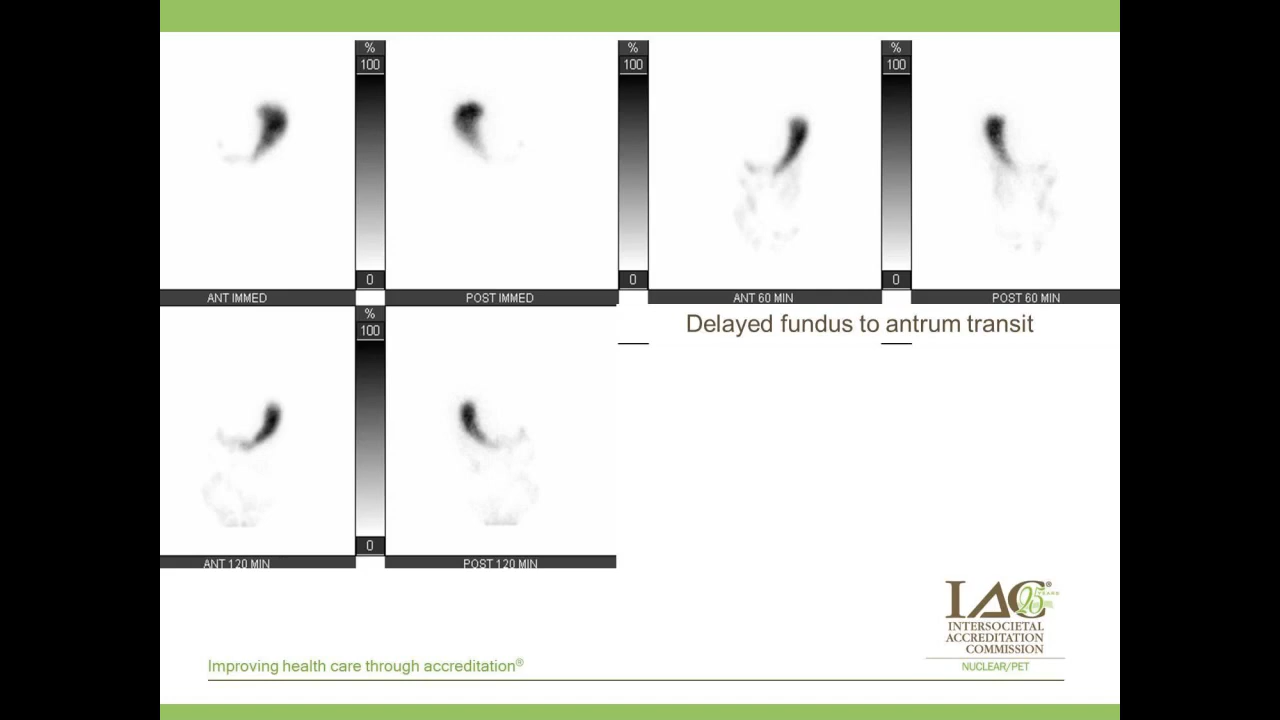 %
100
0
ANT IMMED
POST IMMED
%
100
0
ANT 60 MIN
%
100
0
POST 60 MIN
Delayed fundus to antrum transit
%
100
0
ANT 120 MIN
POST 120 MIN
IAC®
25 YEARS
INTERSOCIETAL
ACCREDITATION
COMMISSION
NUCLEAR/PET
Improving health care through accreditation®